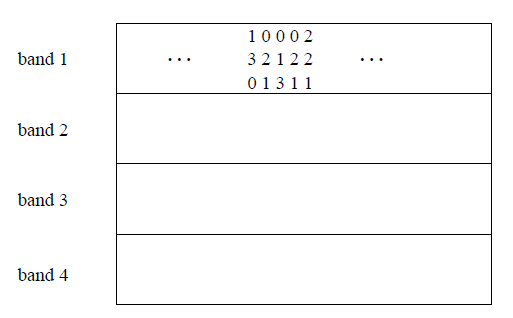 1 0 0 0 2
band 1 ... 3 2 1 2 2 ...
0 1 3 1 1
band 2
band 3
band 4